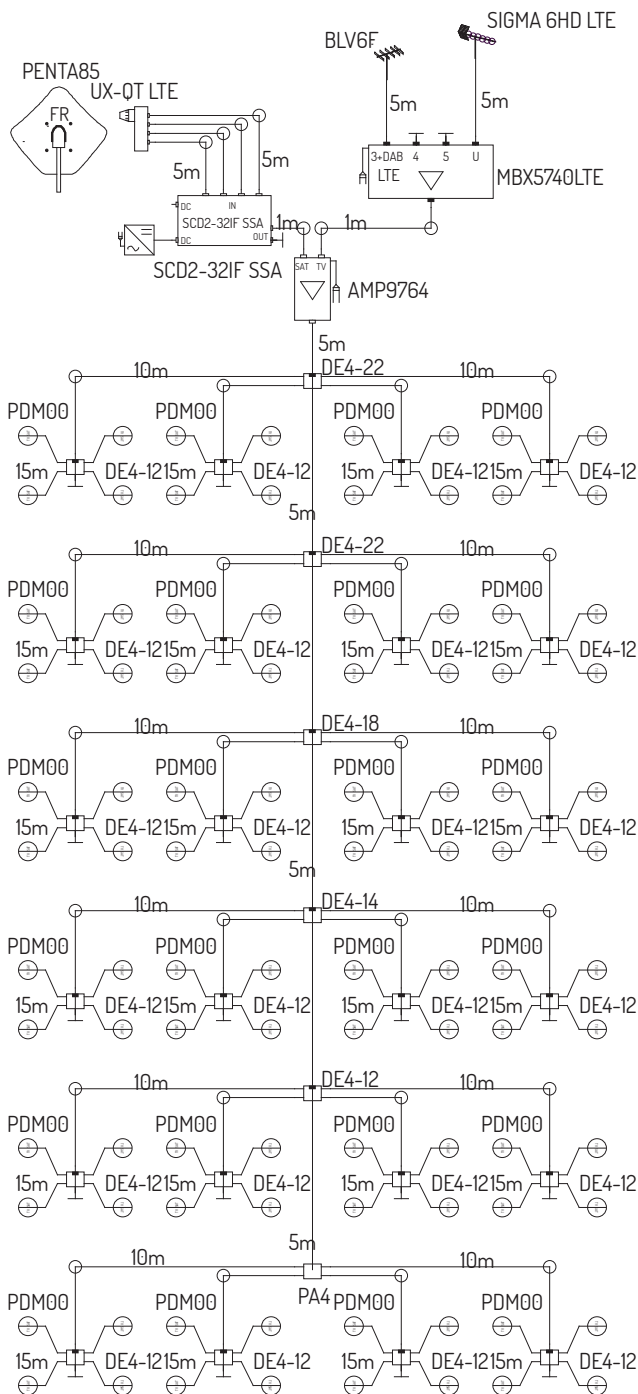 SIGMA 6HD LTE
BLV6F
PENTA85
UX-QT LTE
FR
5m
5m
5m
5m
3+DAB 4 5 U
LTE
MBX5740LTE
DC IN
SCD2-32IF SSA
DC OUT
1m
1m
SCD2-32IF SSA
SAT TV
AMP9764
5m
10m DE4-22 10m
PDM00 PDM00 PDM00 PDM00
15m DE4-12 15m DE4-12 15m DE4-12 15m DE4-12
5m
10m DE4-22 10m
PDM00 PDM00 PDM00 PDM00
15m DE4-12 15m DE4-12 15m DE4-12 15m DE4-12
10m DE4-18 10m
PDM00 PDM00 PDM00 PDM00
15m DE4-12 15m DE4-12 15m DE4-12 15m DE4-12
5m
10m DE4-14 10m
PDM00 PDM00 PDM00 PDM00
15m DE4-12 15m DE4-12 15m DE4-12 15m DE4-12
10m DE4-12 10m
PDM00 PDM00 PDM00 PDM00
15m DE4-12 15m DE4-12 15m DE4-12 15m DE4-12
5m
10m 10m
PA4
PDM00 PDM00 PDM00 PDM00
15m DE4-12 15m DE4-12 15m DE4-12 15m DE4-12